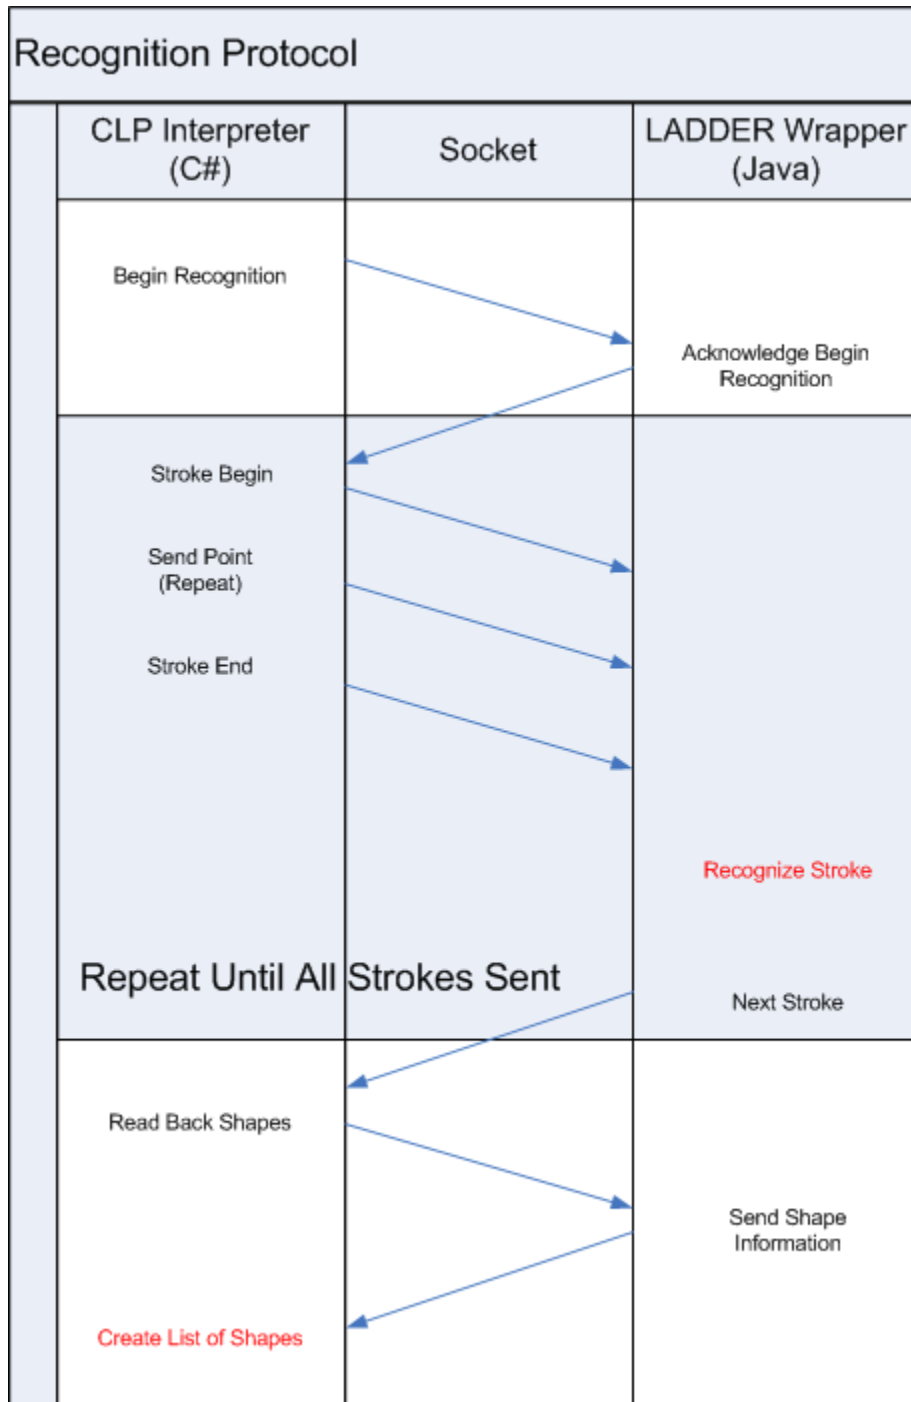 Recognition Protocol
CLP Interpreter
(C#)
Socket
LADDER Wrapper
(Java)
Begin Recognition
Acknowledge Begin
Recognition
Stroke Begin
Send Point
(Repeat)
Stroke End
Recognize Stroke
Repeat Until All Strokes Sent
Next Stroke
Read Back Shapes
Send Shape
Information
Create List of Shapes